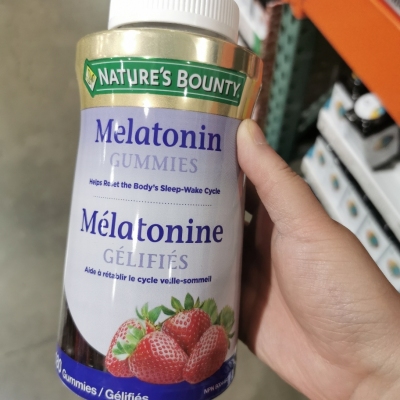 NATURE'S BOUNTY
Melatonin
GUMMIES
Helps Reset the Body's Sleep-Wake Cycle
Mélatonine
GÉLIFIÉS
Aide à rétablir le cycle veille-sommeil
Gummies / Gélifiés